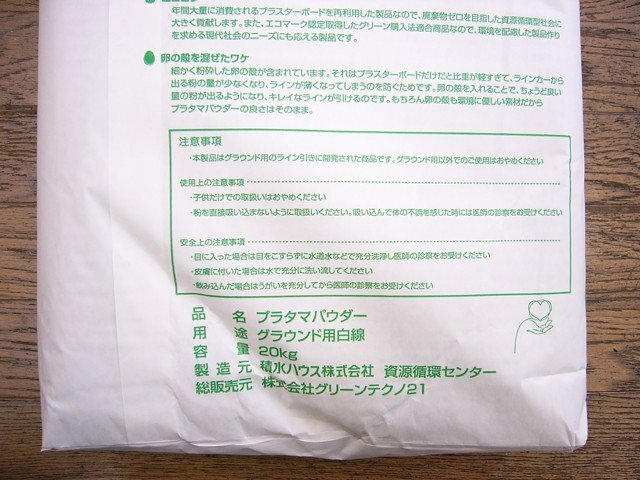 年間大量に消費されるプラスターボードを再利用した製品なので、廃棄物ゼロを目指した資源循環型社会に
大きく貢献します。また、エコマーク認定取得したグリーン購入法適合商品なので、環境を配慮した製品作り
を求める現代社会のニーズにも応える製品です。
卵の殻を混ぜたワケ
細かく粉砕した卵の殻が含まれています。それはプラスターボードだけだと比重が軽すぎて、ラインカーから
出る粉の量が少なくなり、ラインが薄くなってしまうのを防ぐためです。卵の殻を入れることで、ちょうど良い
量の粉が出るようになり、キレイなラインが引けるのです。もちろん卵の殻も環境に優しい素材だから
プラタマパウダーの良さはそのまま。
注意事項
・本製品はグラウンド用のライン引きに開発された商品です。グラウンド用以外でのご使用はおやめください
使用上の注意事項
・子供だけでの取扱いはおやめください
・粉を直接吸い込まないように取扱いください。吸い込んで体の不調を感じた時には医師の診察をお受けください
安全上の注意事項
・目に入った場合は目をこすらずに水道水などで充分洗浄し医師の診察をお受けください
・皮膚に付いた場合は水で充分に洗い流してください
・飲み込んだ場合はうがいを充分してから医師の診察をお受けください
品 名 プラタマパウダー
用 途 グラウンド用白線
容 量 20kg
製 造 元 積水ハウス株式会社 資源循環センター
総販売元 株式会社グリーンテクノ21